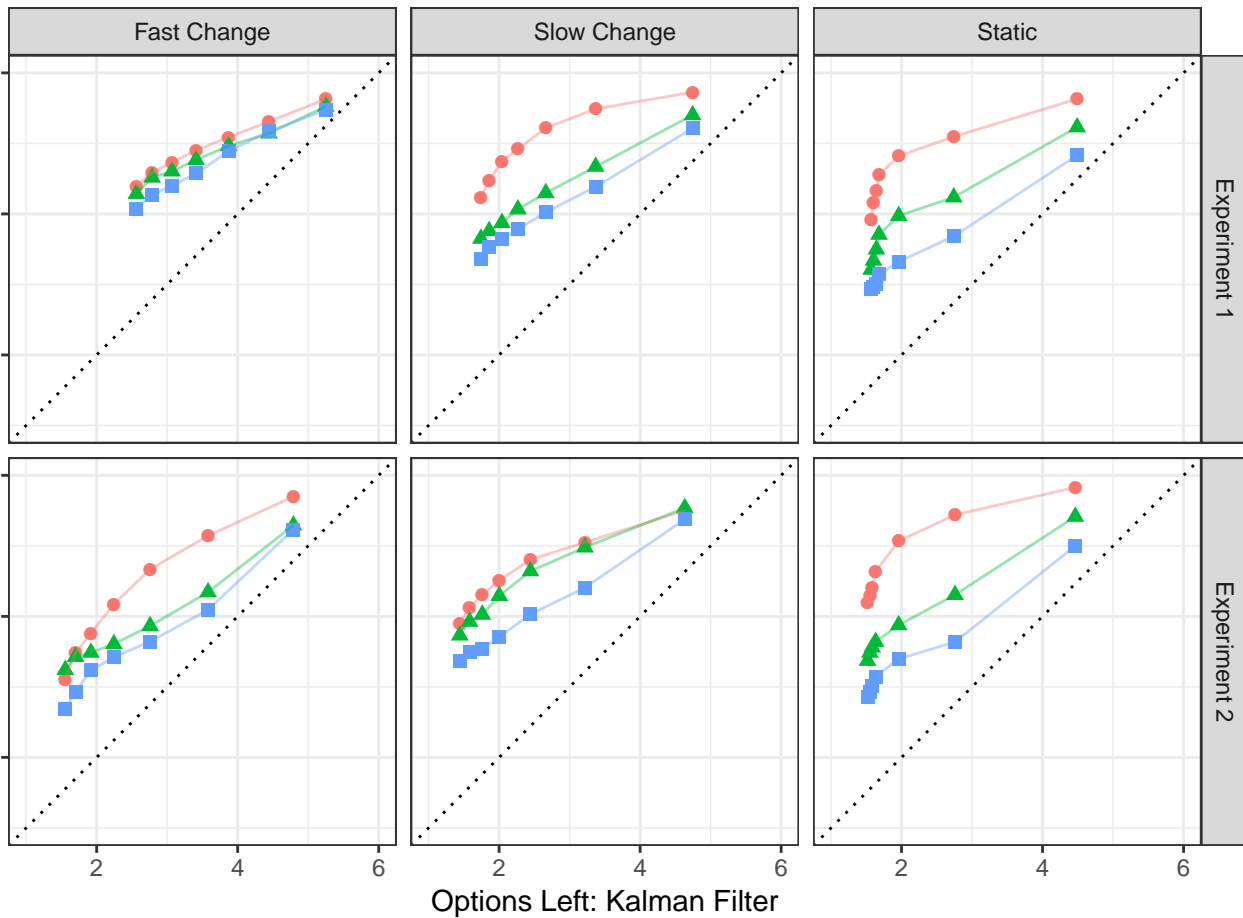 Fast Change
Slow Change
Static
Experiment 1
Experiment 2
2 4 6
2 4 6
2 4 6
Options Left: Kalman Filter